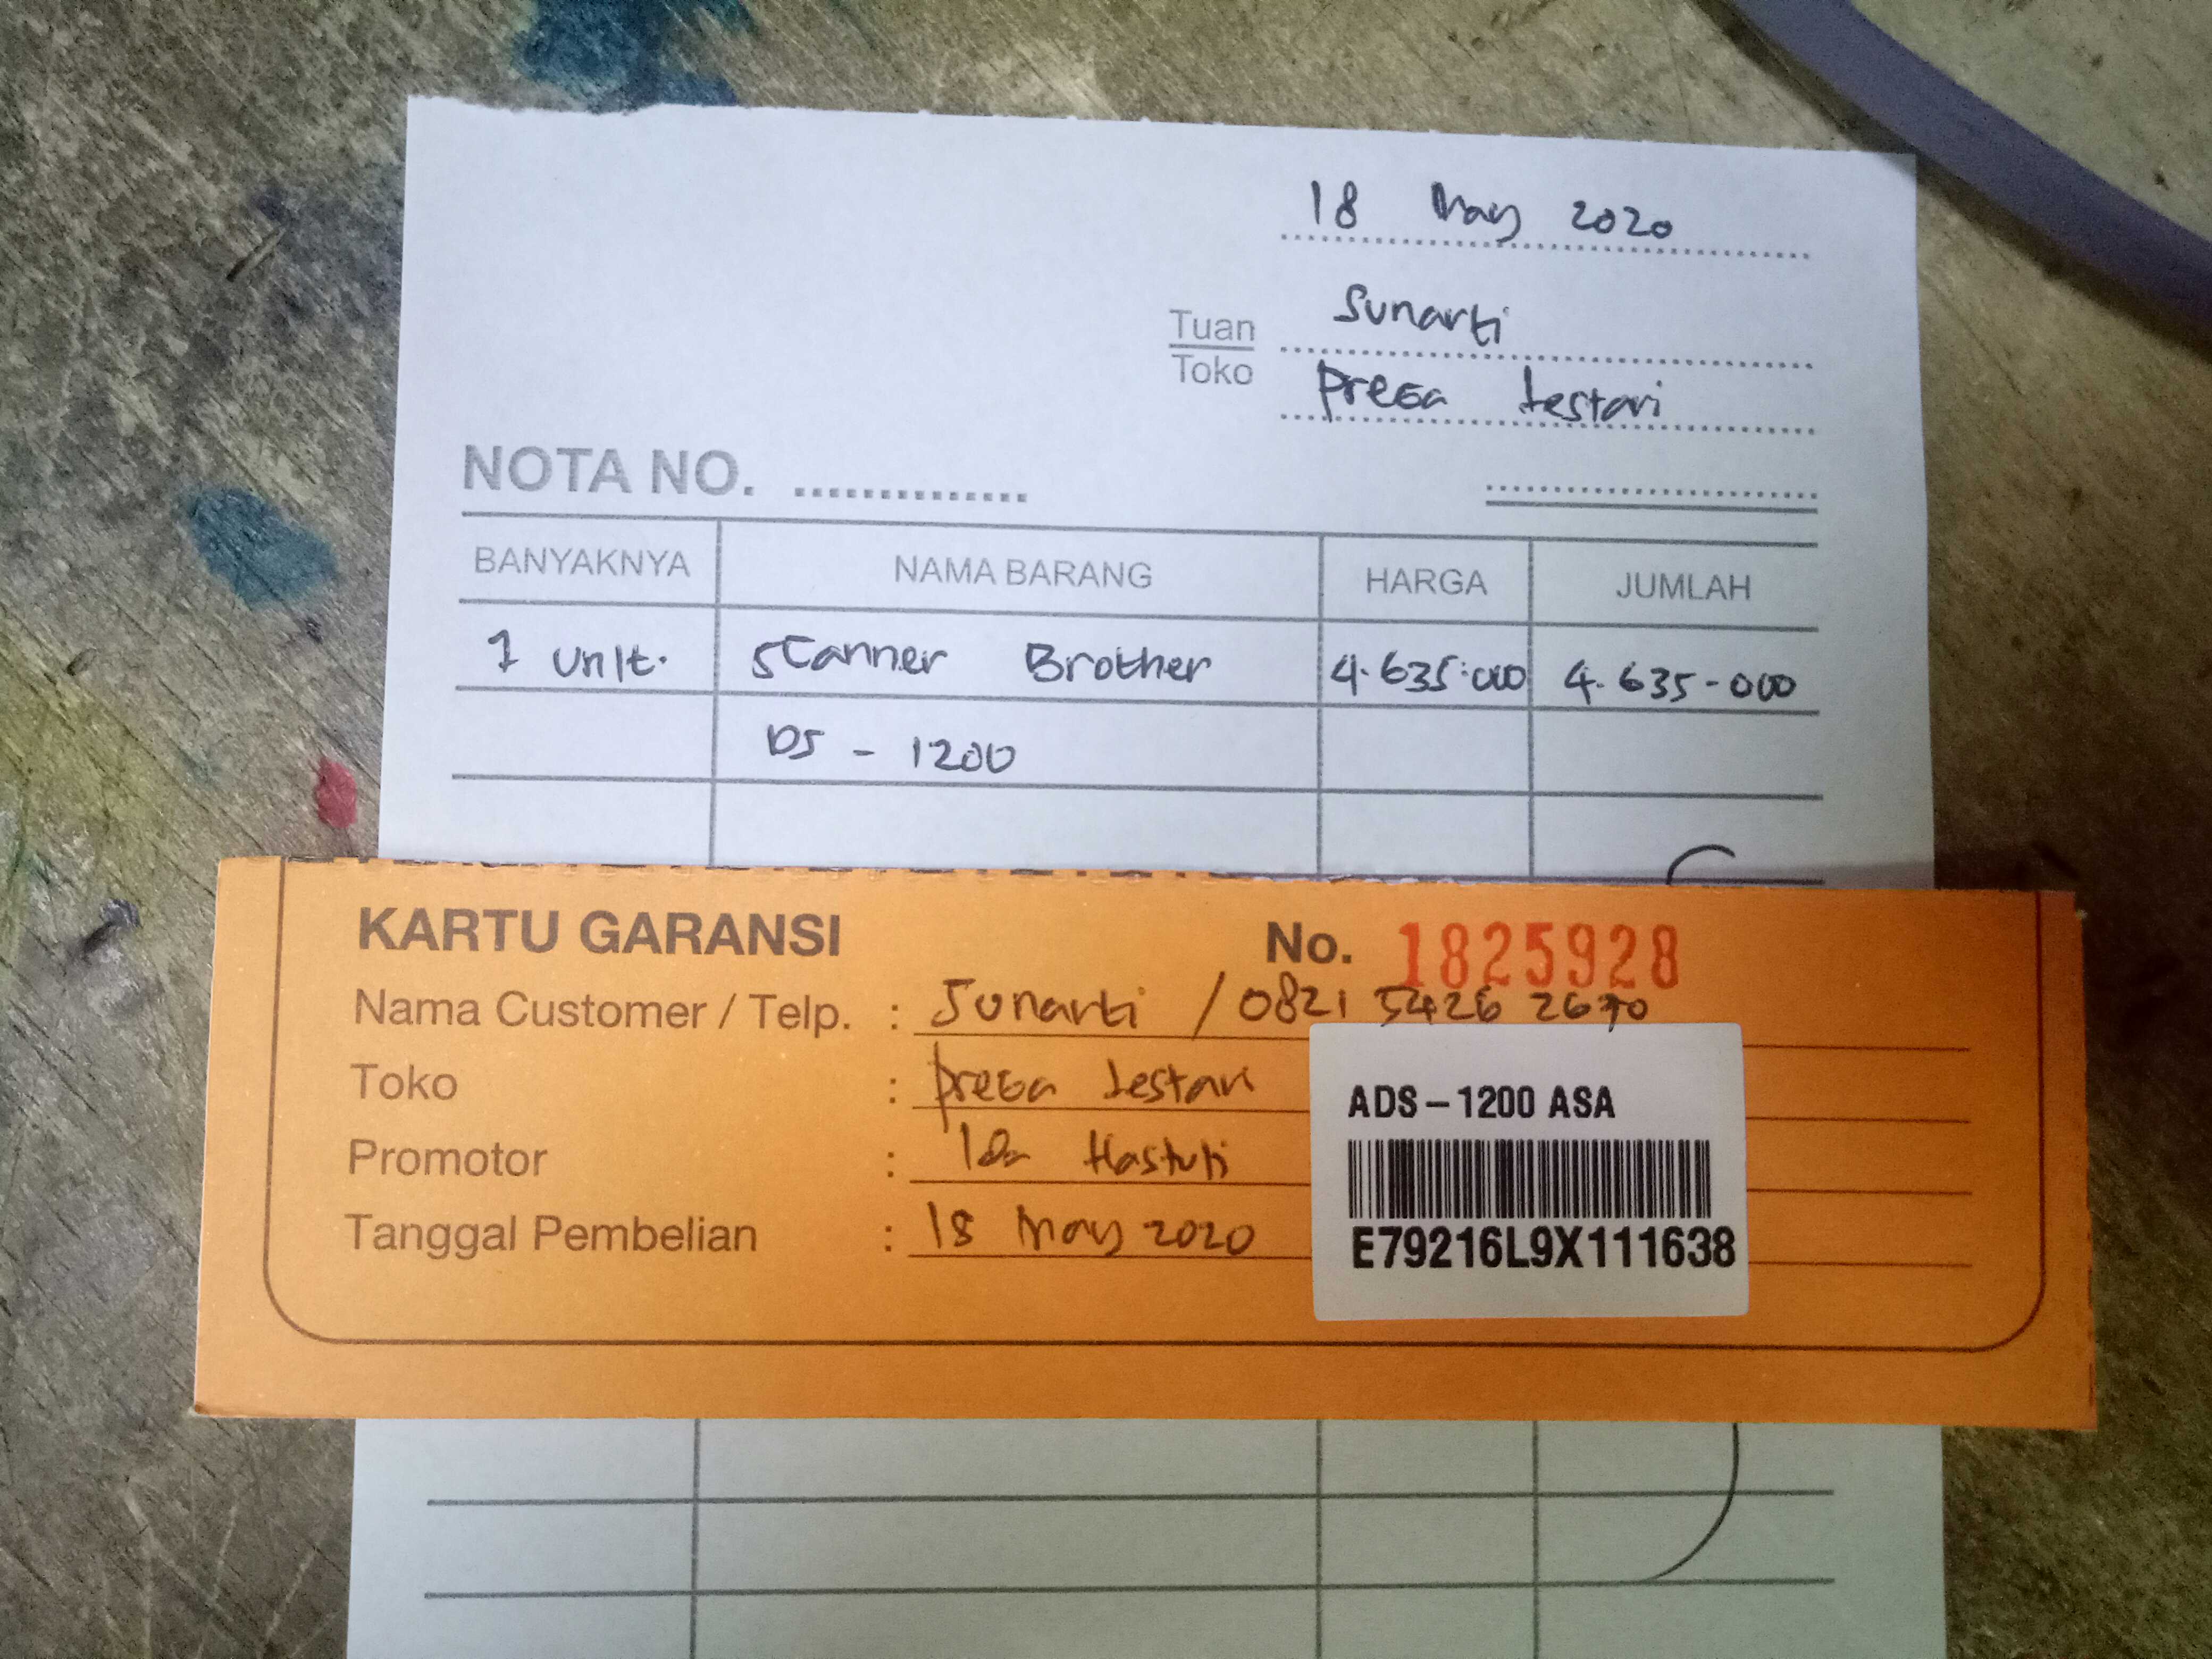 18 May 2020
Tuan Sunarti
Toko Presa Lestari
NOTA NO. ..............
BANYAKNYA NAMA BARANG HARGA JUMLAH
1 Unit. Scanner Brother 4.635.000 4.635-000
DS - 1200
KARTU GARANSI No. 1825928
Nama Customer / Telp. : Sunarti / 0821 5426 2670
Toko : Presa Lestari
Promotor : Ida Hastuti
Tanggal Pembelian : 18 May 2020
ADS-1200 ASA
E79216L9X111638